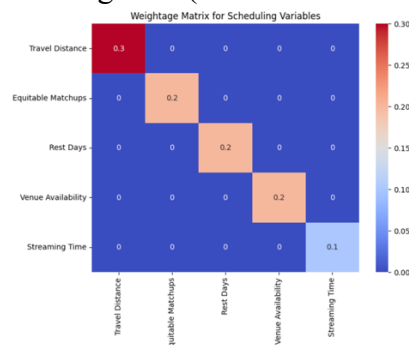 Weightage Matrix for Scheduling Variables
Travel Distance 0.3 0 0 0 0
Equitable Matchups 0 0.2 0 0 0
Rest Days 0 0 0.2 0 0
Venue Availability 0 0 0 0.2 0
Streaming Time 0 0 0 0 0.1
Travel Distance
quitable Matchups
Rest Days
Venue Availability
Streaming Time
0.30
0.25
0.20
0.15
0.10
0.05
0.00